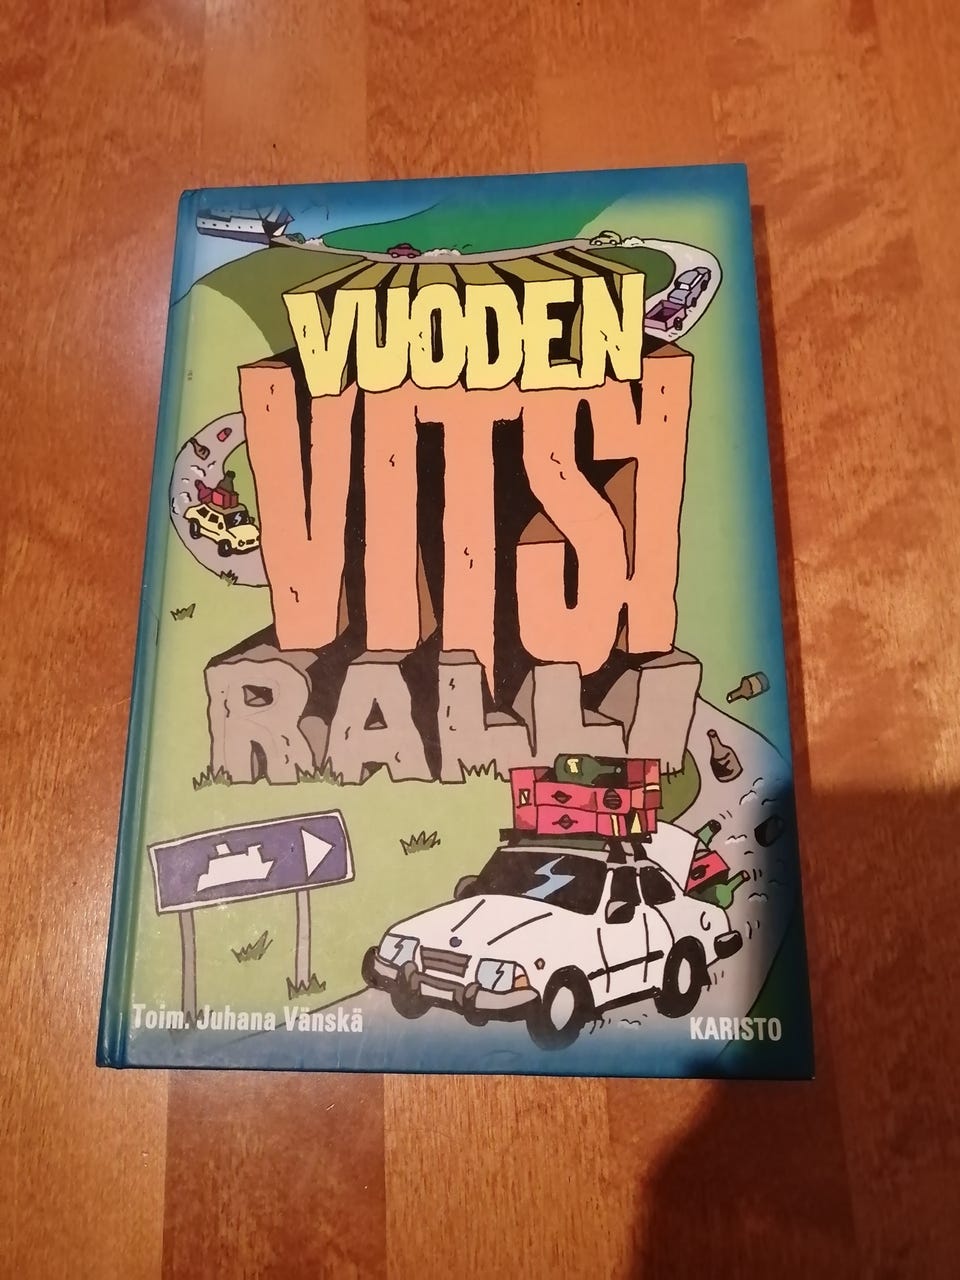 VUODEN
VITSI
RALLI
Toim. Juhana Vänskä
KARISTO